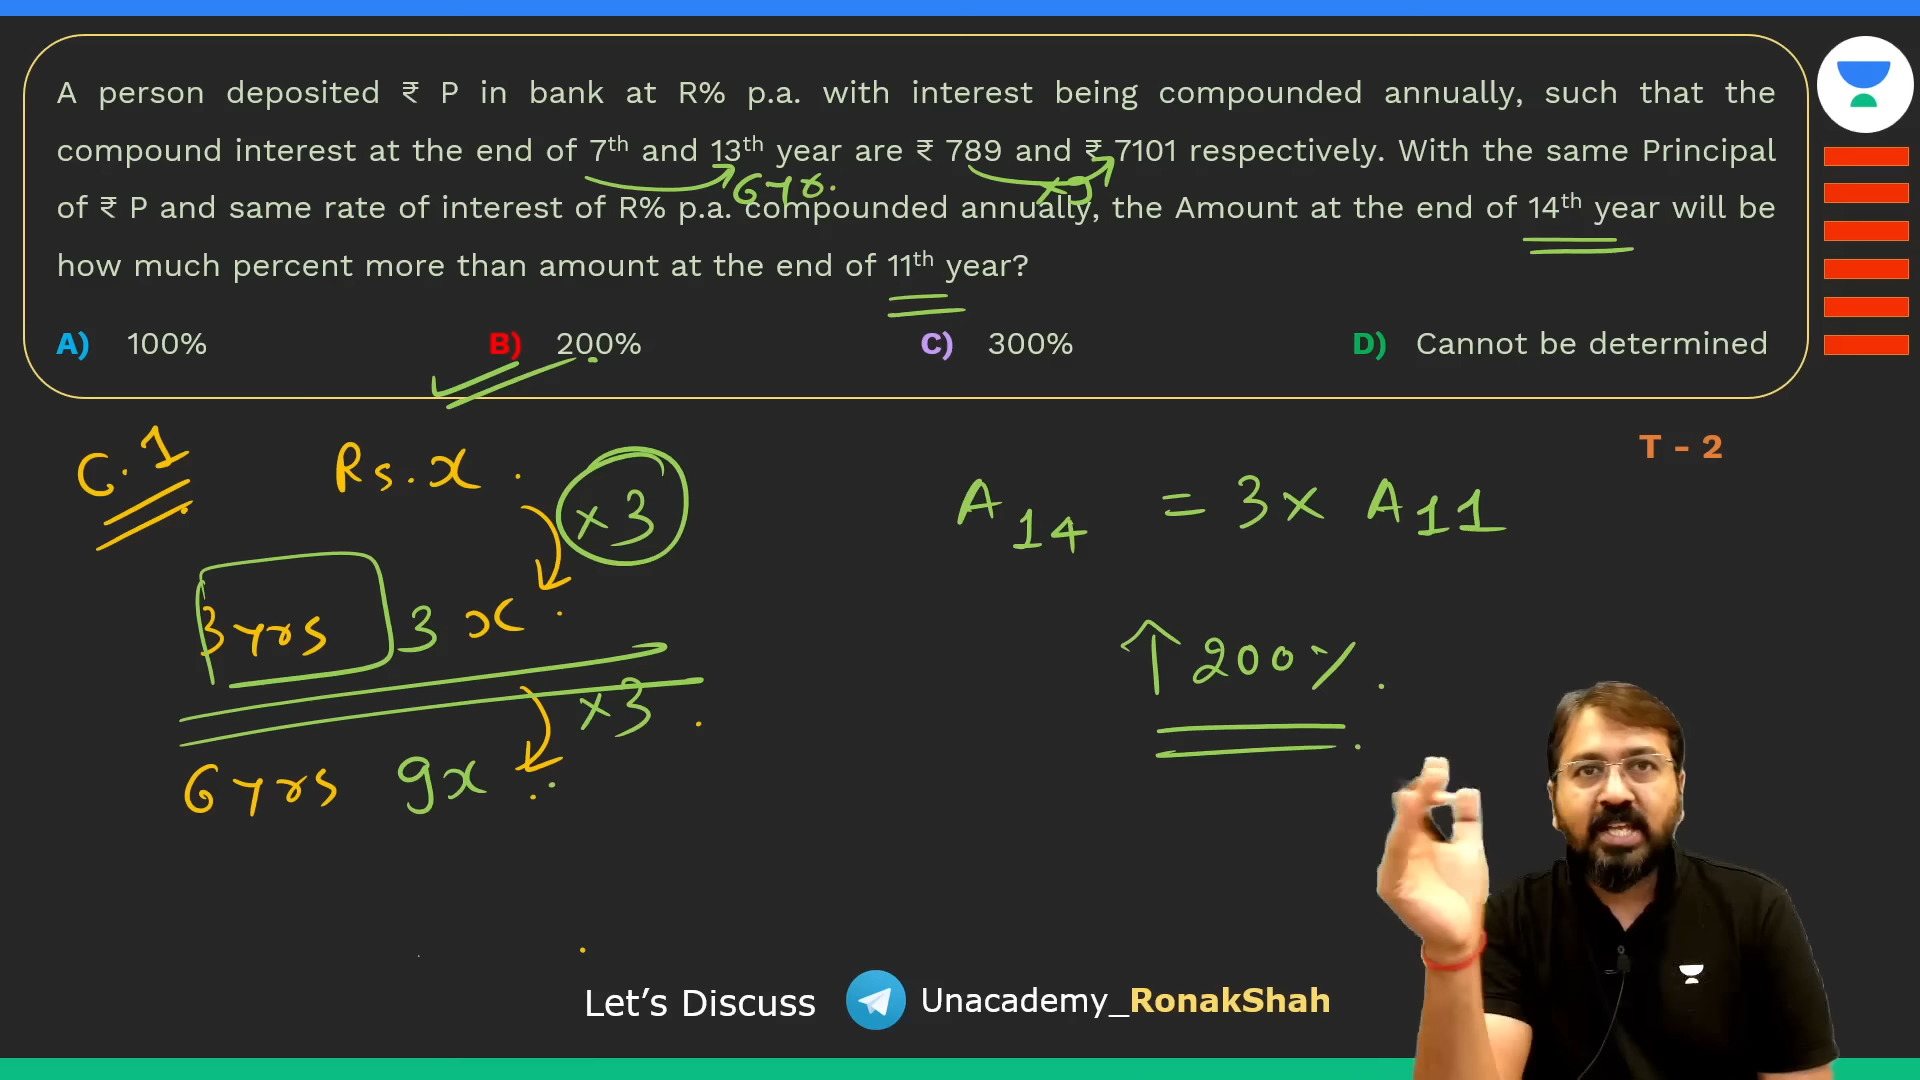 A person deposited ₹ P in bank at R% p.a. with interest being compounded annually, such that the
compound interest at the end of 7th and 13th year are ₹ 789 and ₹ 7101 respectively. With the same Principal
6 yr.
×9
of ₹ P and same rate of interest of R% p.a. compounded annually, the Amount at the end of 14th year will be
how much percent more than amount at the end of 11th year?
A) 100% B) 200% C) 300% D) Cannot be determined
T - 2
C.I
Rs. x
×3
3yrs 3x
×3
6yrs 9x
A14 = 3 × A11
↑ 200%.
Let’s Discuss Unacademy_RonakShah